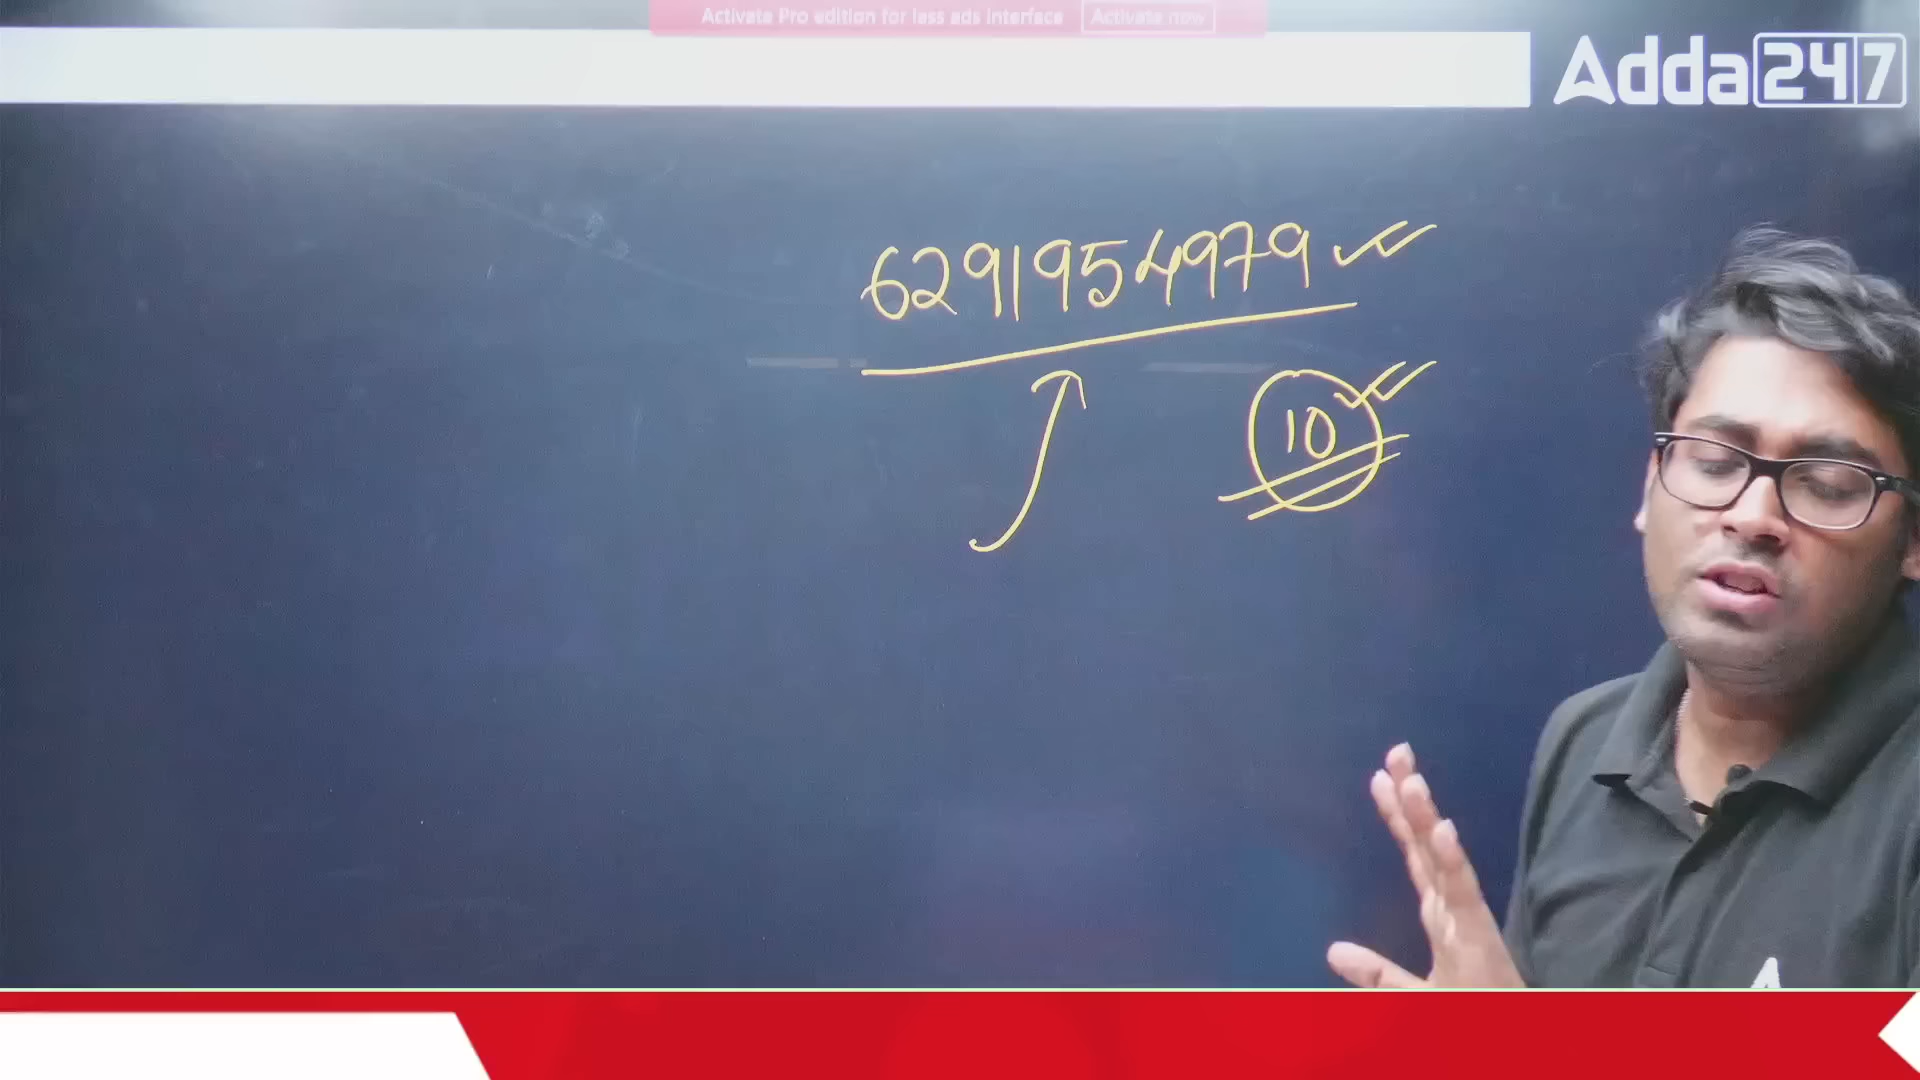 Activate Pro edition for less ads interface Activate now
Adda247
6291954979
10